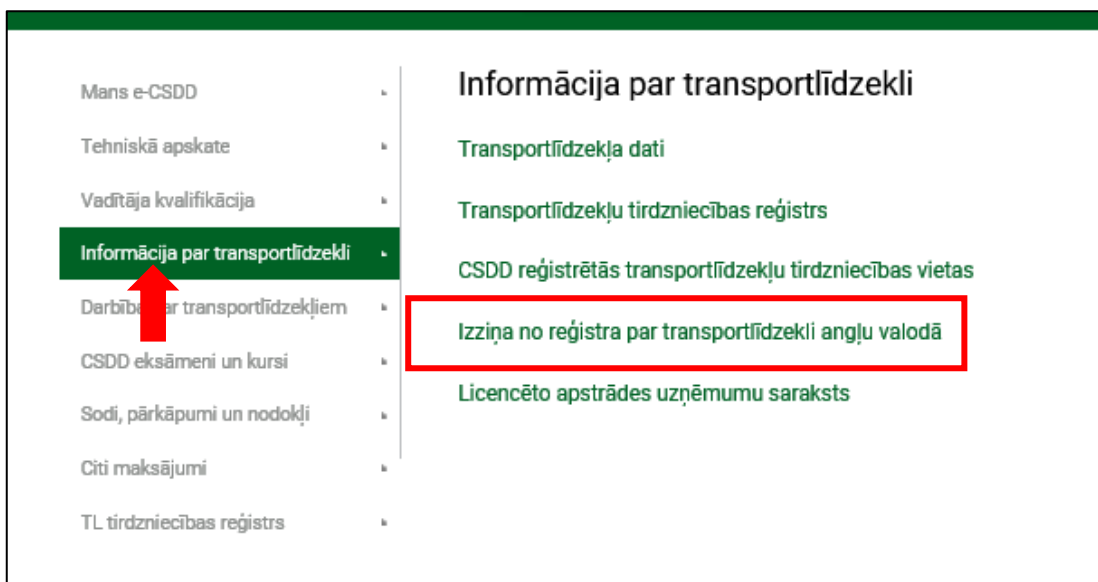 Mans e-CSDD
Tehniskā apskate
Vadītāja kvalifikācija
Informācija par transportlīdzekli
ar transportlīdzekļiem
CSDD eksāmeni un kursi
Sodi, pārkāpumi un nodokļi
Citi maksājumi
TL tirdzniecības reģistrs
Informācija par transportlīdzekli
Transportlīdzekļa dati
Transportlīdzekļu tirdzniecības reģistrs
CSDD reģistrētās transportlīdzekļu tirdzniecības vietas
Izziņa no reģistra par transportlīdzekli angļu valodā
Licencēto apstrādes uzņēmumu saraksts